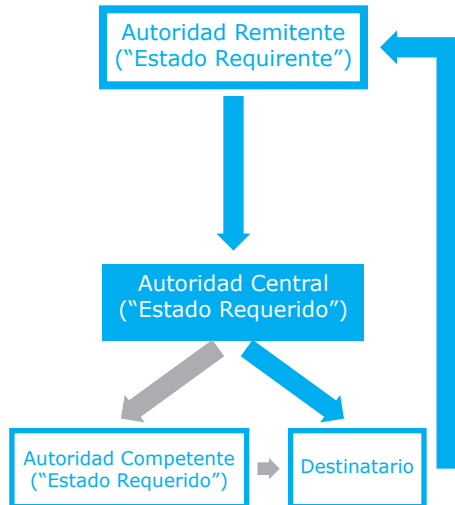 Autoridad Remitente
(“Estado Requirente”)
Autoridad Central
(“Estado Requerido”)
Autoridad Competente
(“Estado Requerido”)
Destinatario